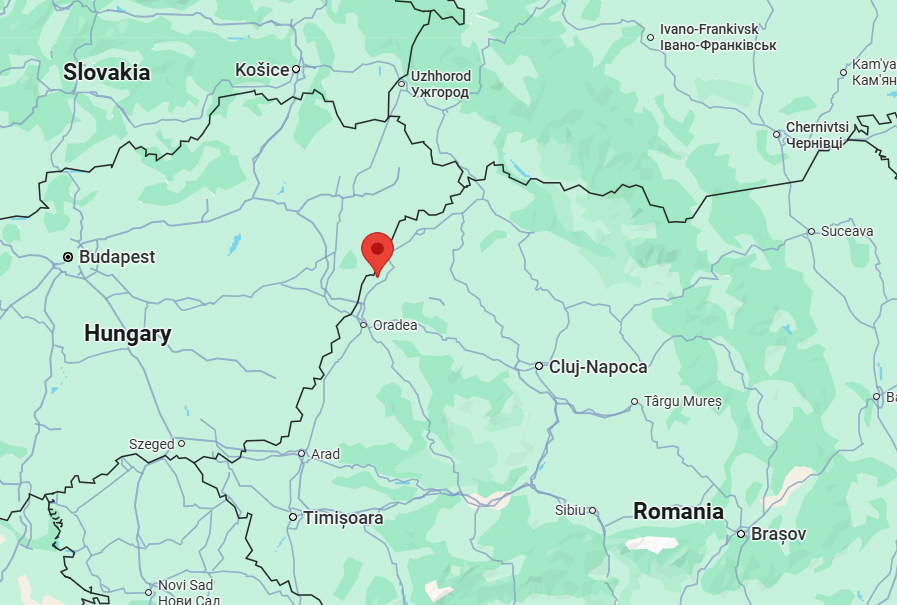 Ivano-Frankivsk
Івано-Франківськ
Slovakia
Košice
Uzhhorod
Ужгород
Kam'ya
Кам'ян
Chernivtsi
Чернівці
Suceava
Budapest
Hungary
Oradea
Cluj-Napoca
Târgu Mureș
Ba
Szeged
Arad
Timișoara
Sibiu
Romania
Brașov
Novi Sad
Нови Сад